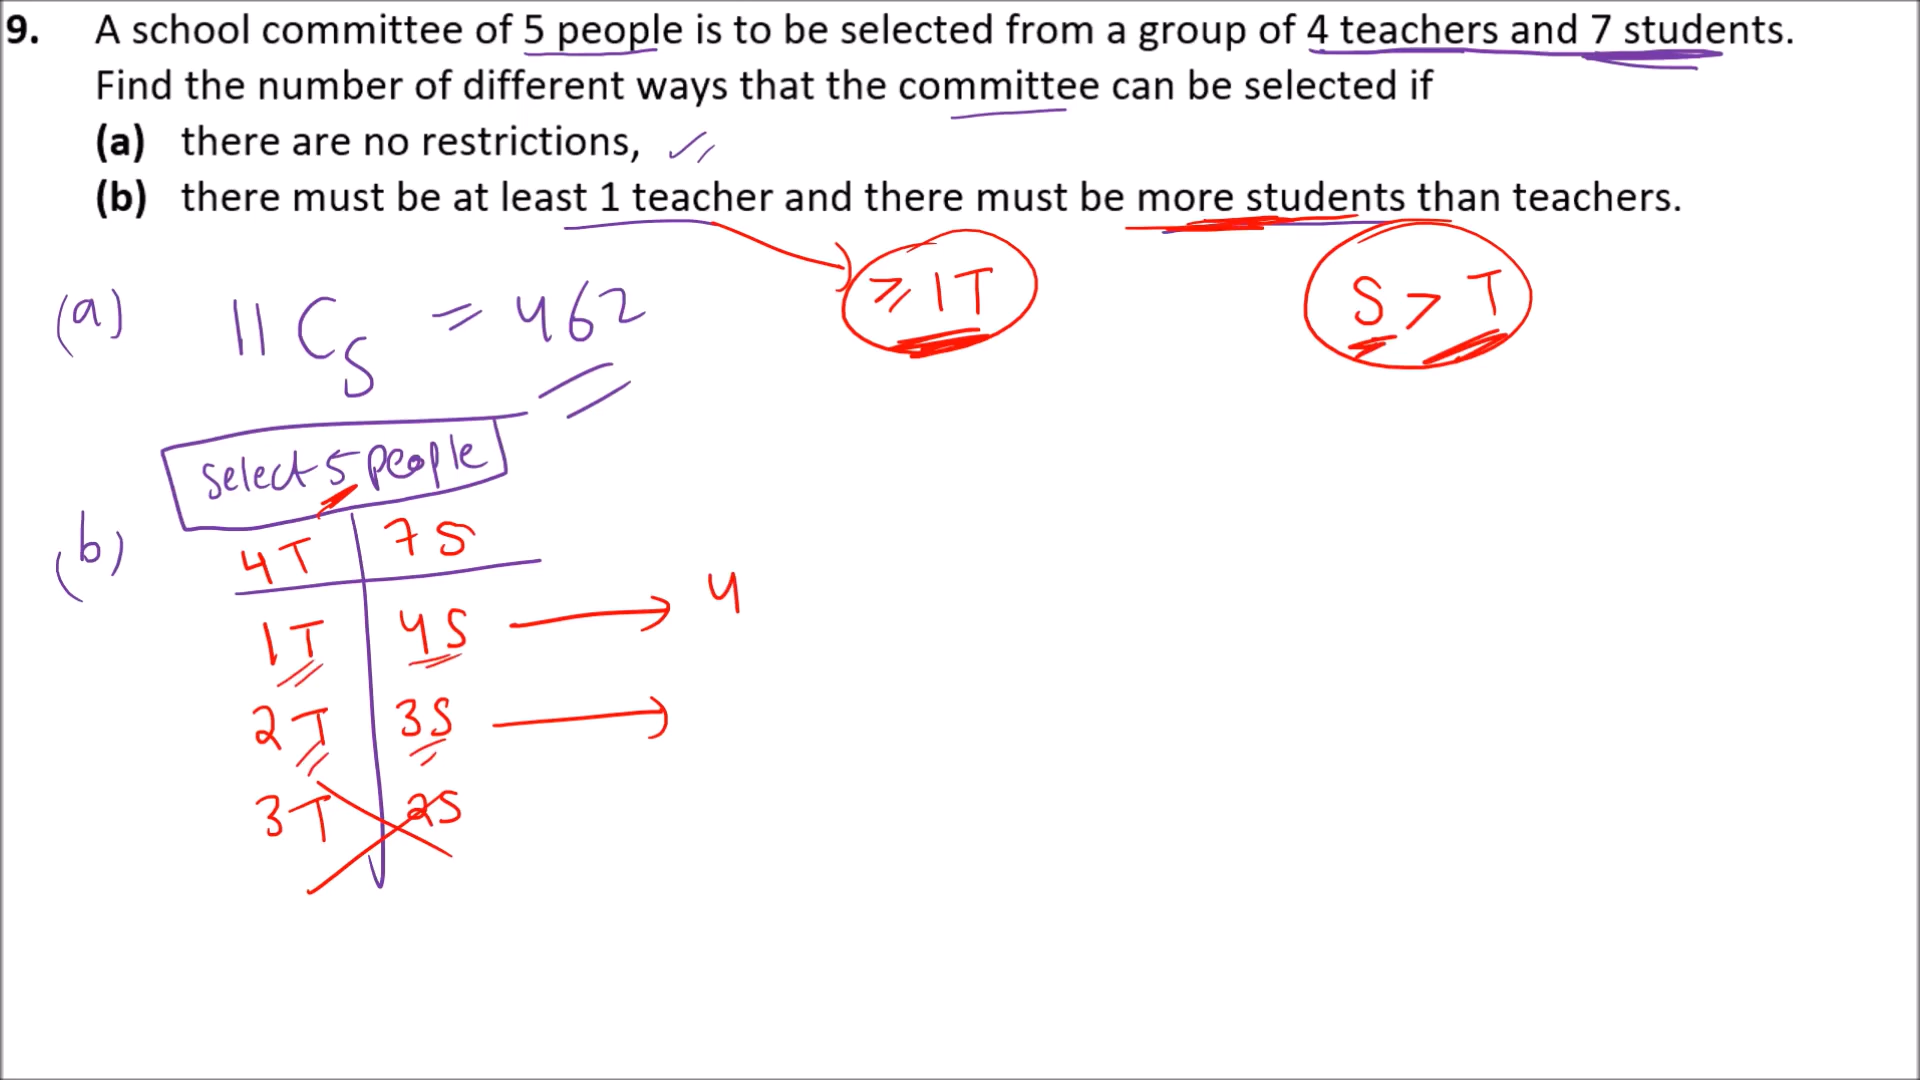 9. A school committee of 5 people is to be selected from a group of 4 teachers and 7 students.
Find the number of different ways that the committee can be selected if
(a) there are no restrictions,
(b) there must be at least 1 teacher and there must be more students than teachers.
(a) 11 C5 = 462
≥ 1T
S > T
Select 5 people
(b)
4T 7S
1T 4S → 4
2T 3S →
3T 2S